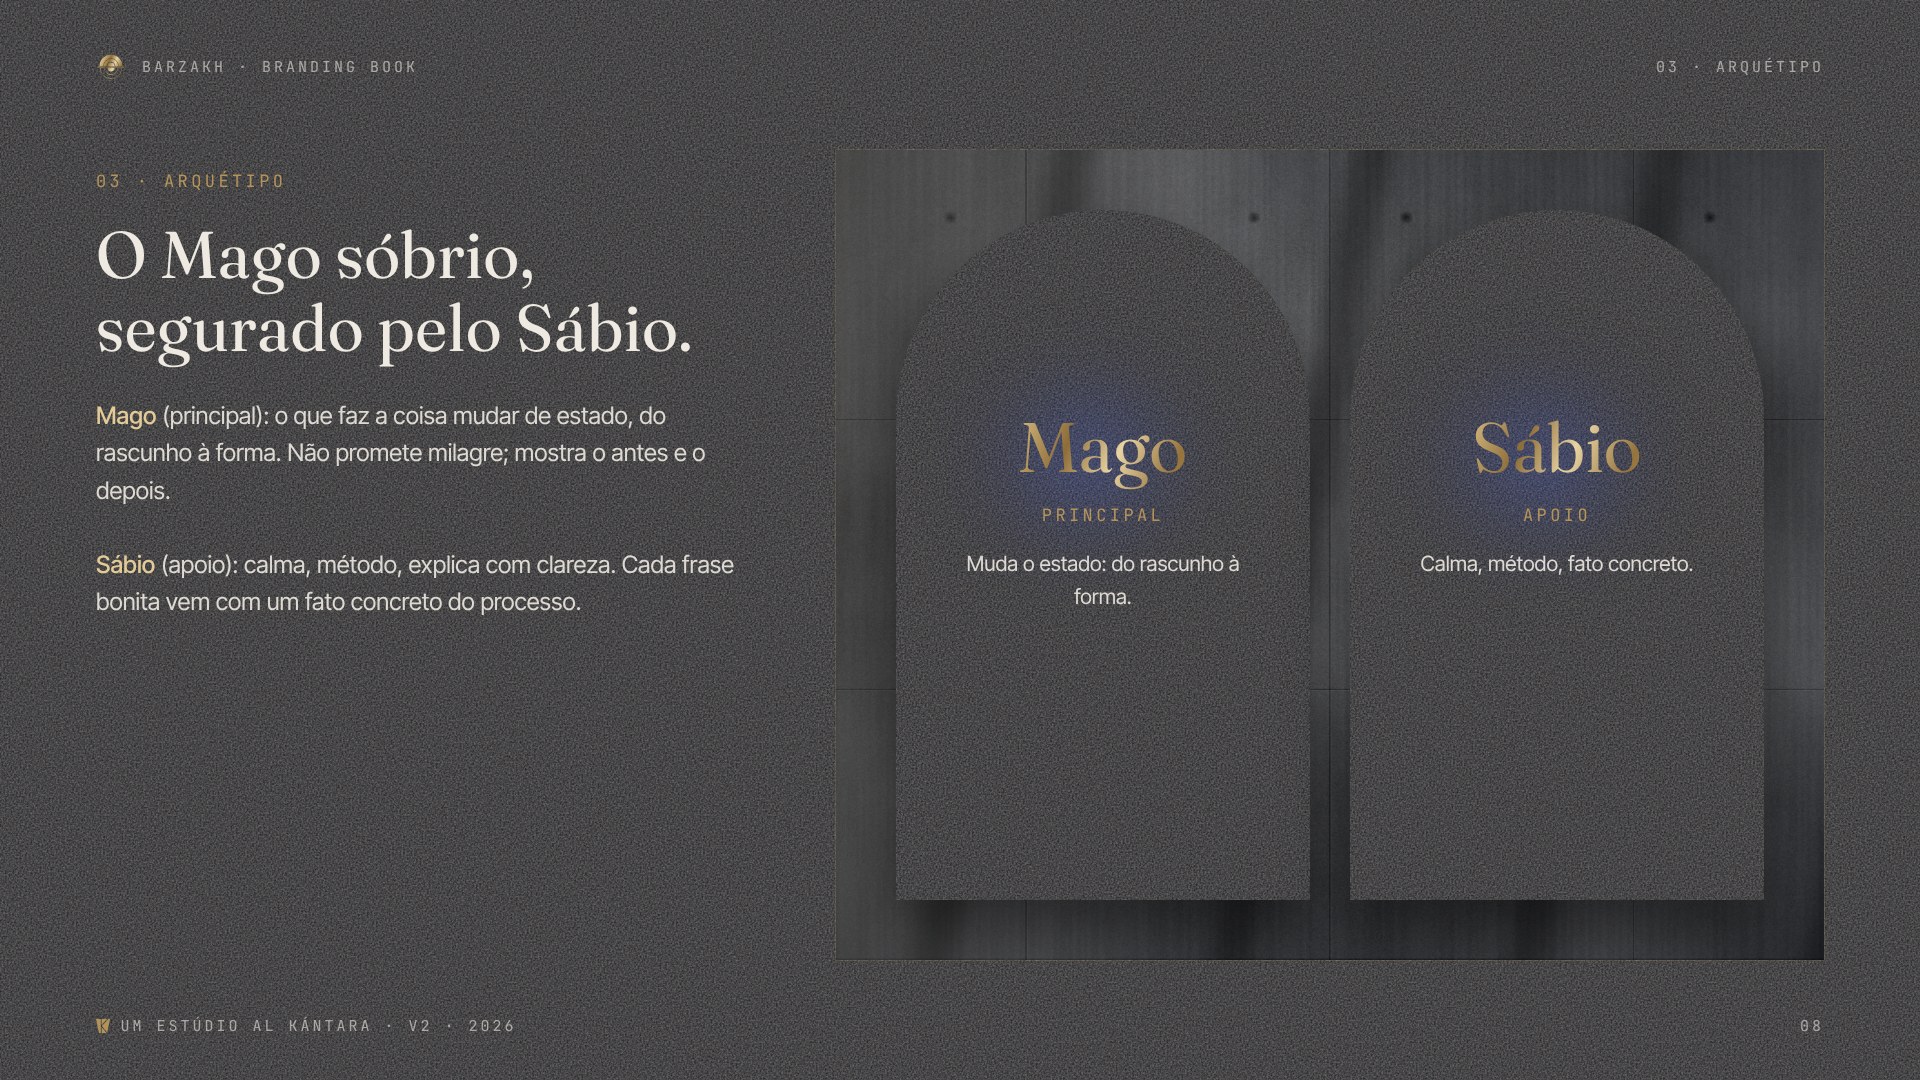 BARZAKH · BRANDING BOOK
03 · ARQUÉTIPO
03 · ARQUÉTIPO
O Mago sóbrio,
segurado pelo Sábio.
Mago (principal): o que faz a coisa mudar de estado, do
rascunho à forma. Não promete milagre; mostra o antes e o
depois.
Sábio (apoio): calma, método, explica com clareza. Cada frase
bonita vem com um fato concreto do processo.
Mago
PRINCIPAL
Muda o estado: do rascunho à
forma.
Sábio
APOIO
Calma, método, fato concreto.
UM ESTÚDIO AL KÁNTARA · V2 · 2026
08